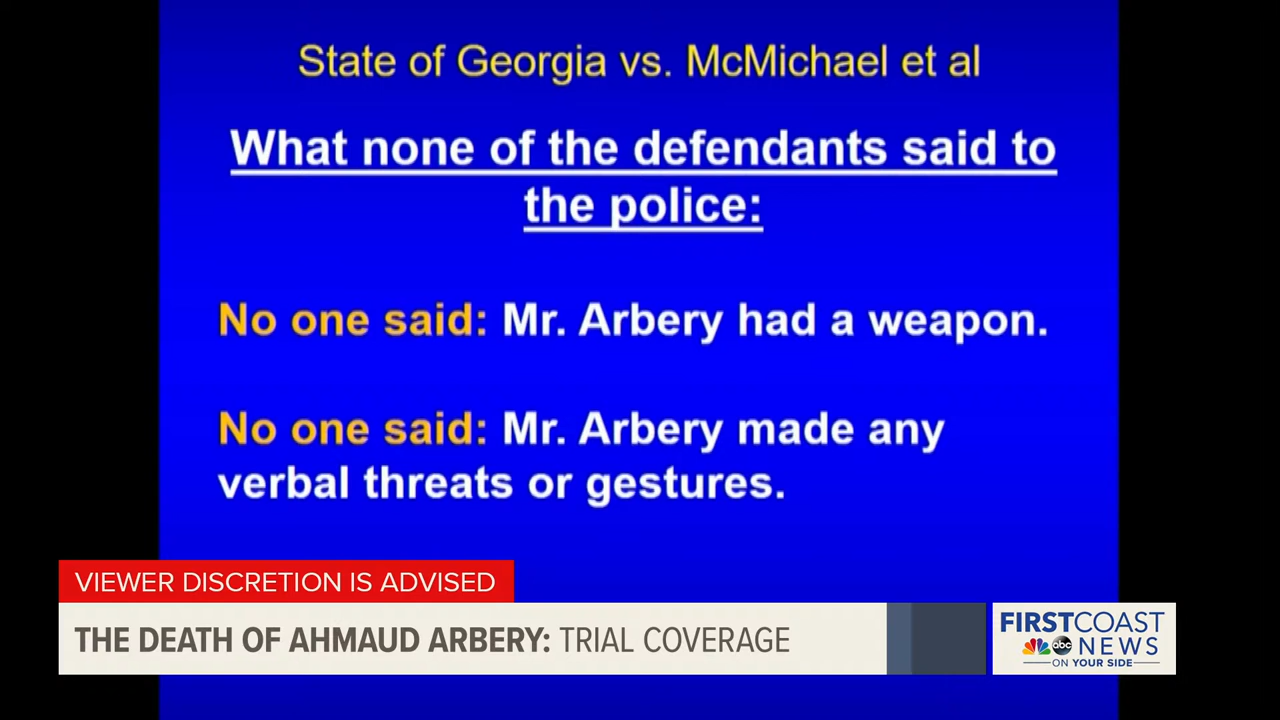 State of Georgia vs. McMichael et al
What none of the defendants said to
the police:
No one said: Mr. Arbery had a weapon.
No one said: Mr. Arbery made any
verbal threats or gestures.
VIEWER DISCRETION IS ADVISED
THE DEATH OF AHMAUD ARBERY: TRIAL COVERAGE
FIRSTCOAST
abc NEWS
ON YOUR SIDE